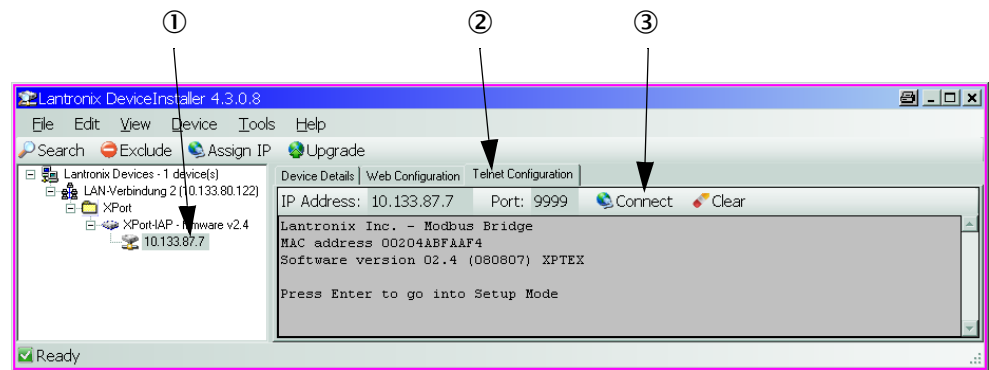 ① ② ③
Lantronix DeviceInstaller 4.3.0.8
File Edit View Device Tools Help
Search Exclude Assign IP Upgrade
Lantronix Devices - 1 device(s)
LAN-Verbindung 2 (10.133.80.122)
XPort
XPort-IAP - firmware v2.4
10.133.87.7
Device Details Web Configuration Telnet Configuration
IP Address: 10.133.87.7 Port: 9999 Connect Clear
Lantronix Inc. - Modbus Bridge
MAC address 00204ABFAAF4
Software version 02.4 (080807) XPTEX
Press Enter to go into Setup Mode
Ready